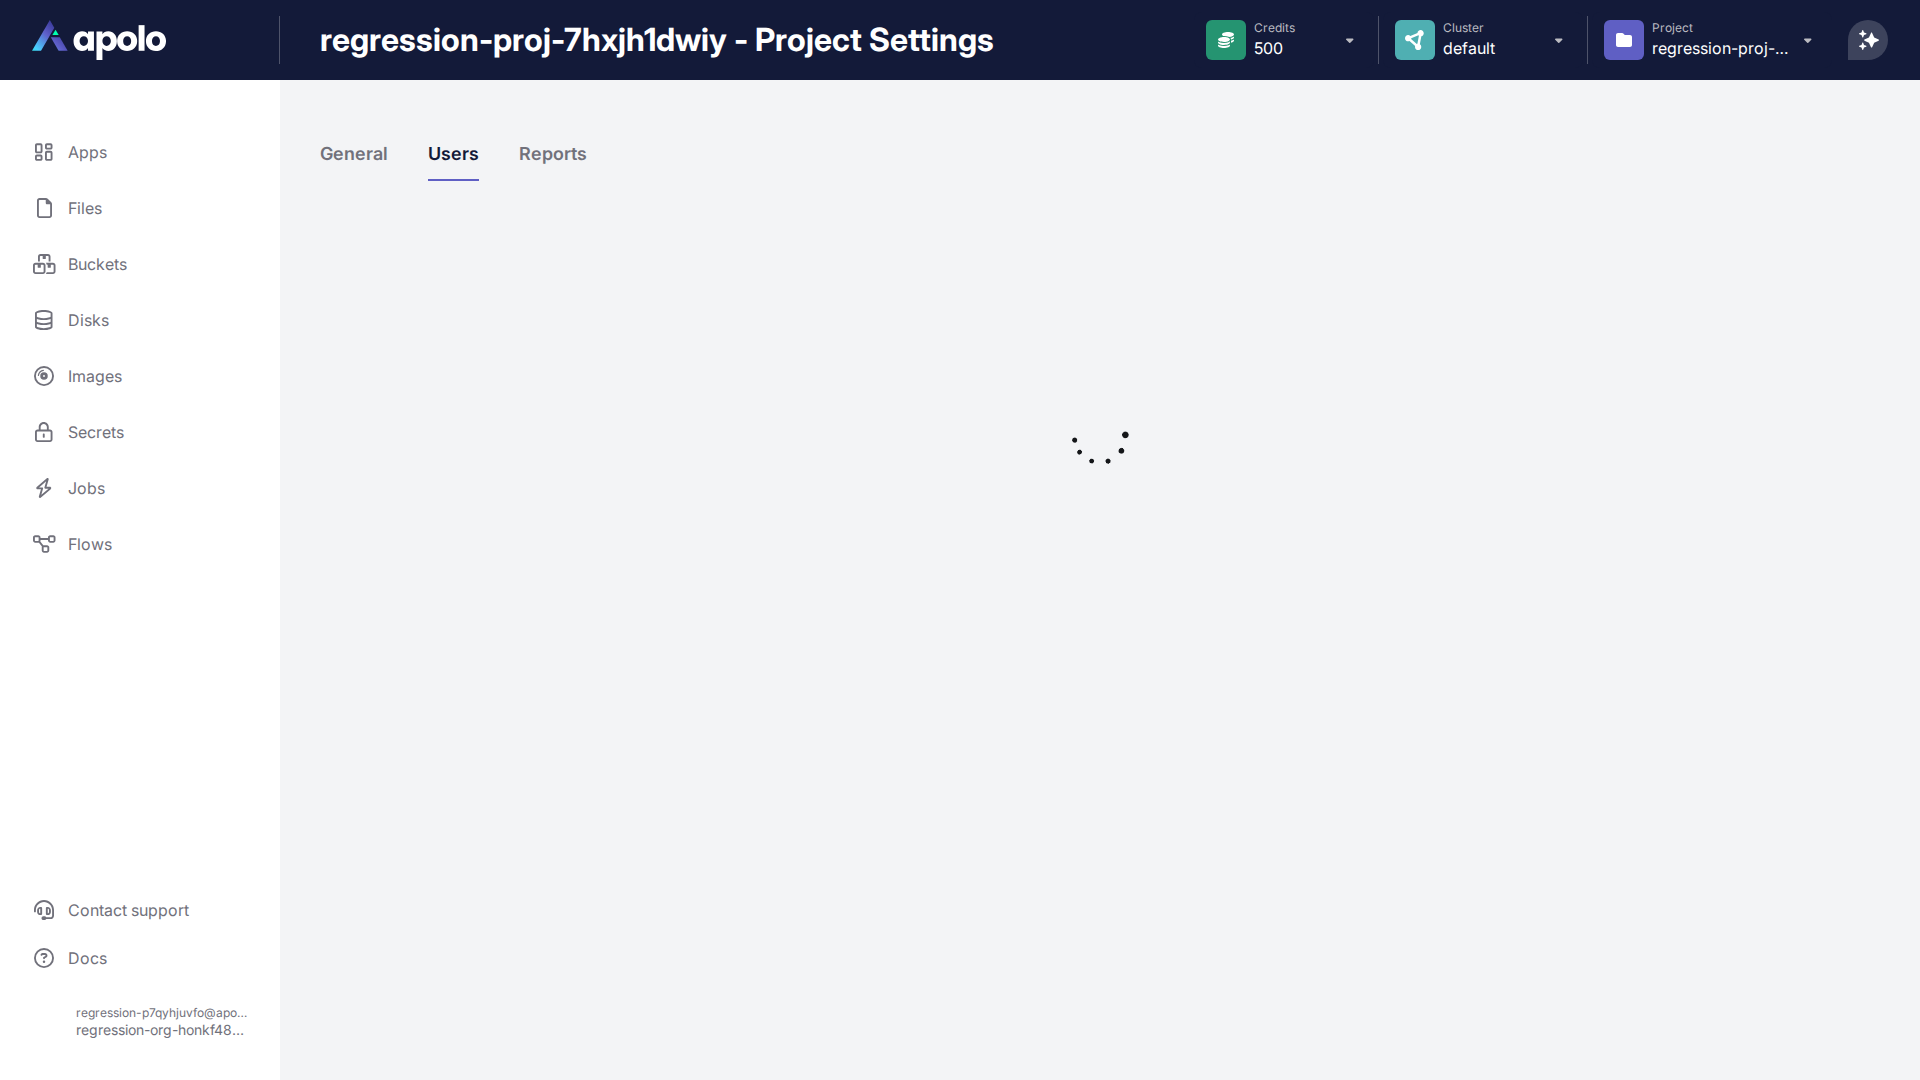 apolo
regression-proj-7hxjh1dwiy - Project Settings
Credits
500
Cluster
default
Project
regression-proj-...
Apps
Files
Buckets
Disks
Images
Secrets
Jobs
Flows
General
Users
Reports
Contact support
Docs
regression-p7qyhjuvfo@apo...
regression-org-honkf48...